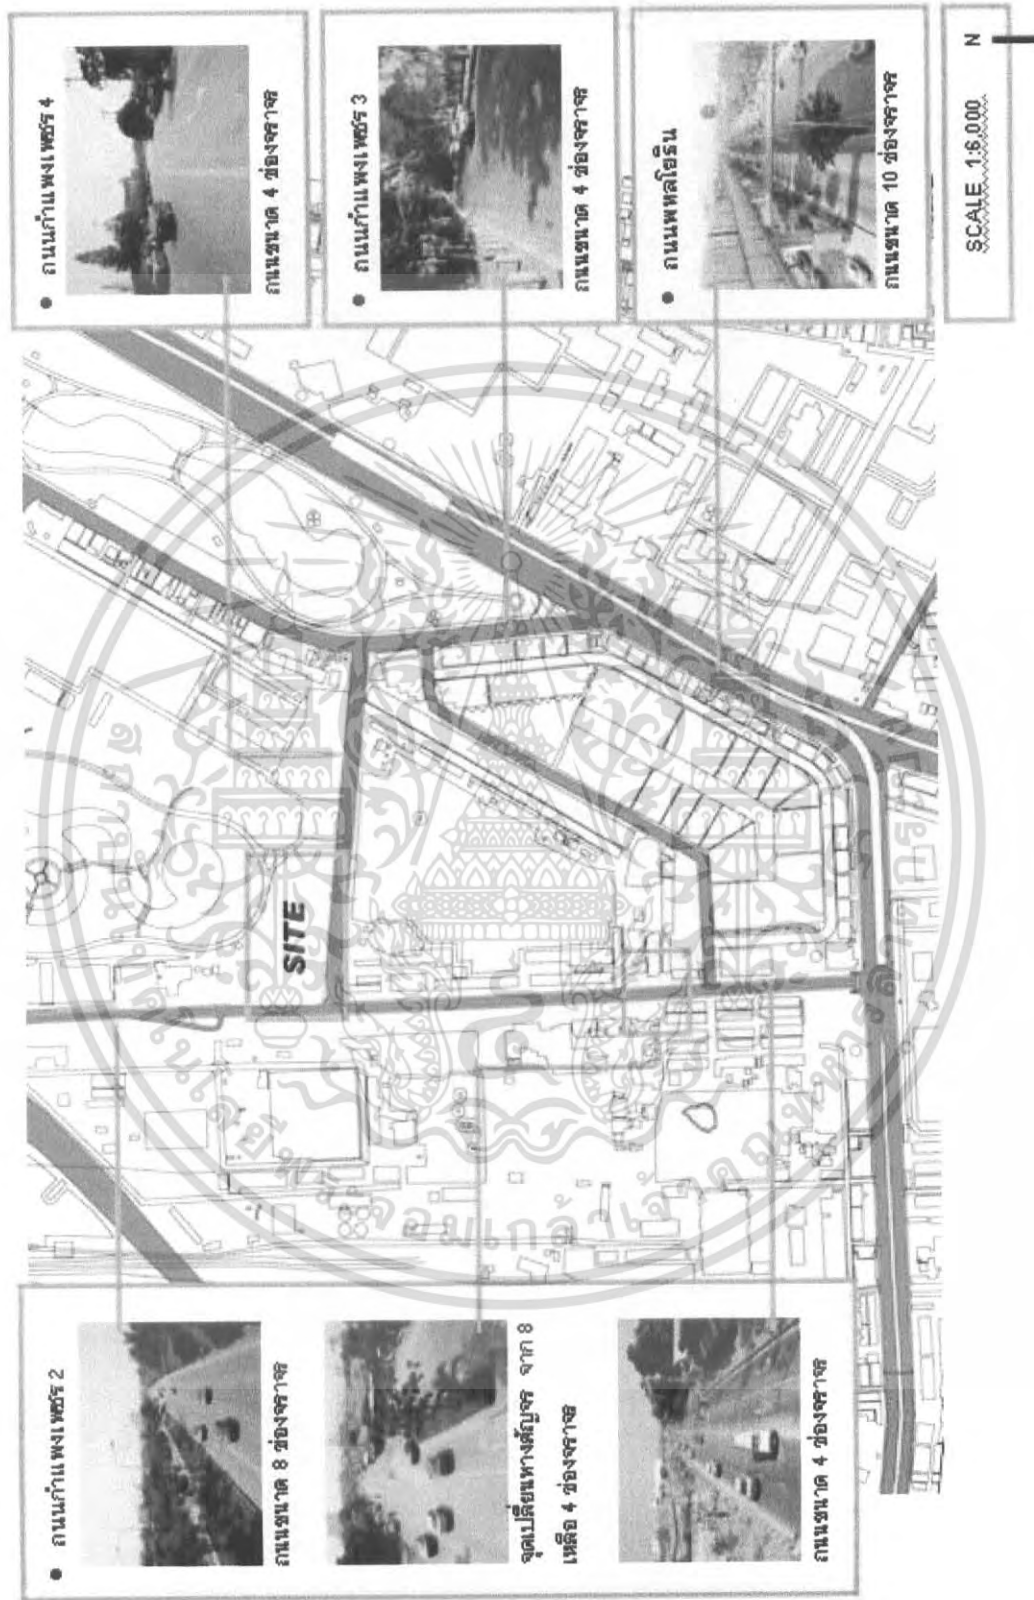 • ถนนกำแพงเพชร 2
ถนนขนาด 8 ช่องจราจร
จุดเปลี่ยนทางสัญจร จาก 8
เหลือ 4 ช่องจราจร
ถนนขนาด 4 ช่องจราจร
SITE
• ถนนกำแพงเพชร 4
ถนนขนาด 4 ช่องจราจร
• ถนนกำแพงเพชร 3
ถนนขนาด 4 ช่องจราจร
• ถนนพหลโยธิน
ถนนขนาด 10 ช่องจราจร
SCALE 1:6,000
N